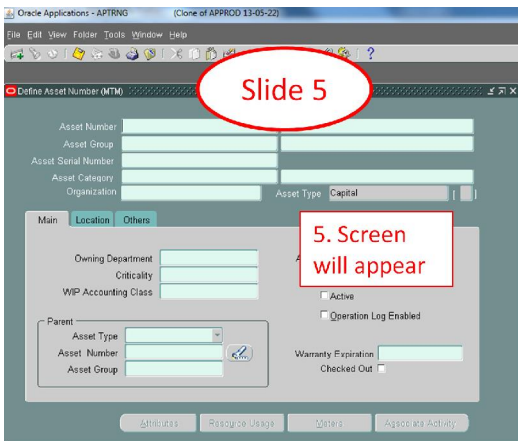 Oracle Applications - APTRNG (Clone of APPROD 13-05-22)
File Edit View Folder Tools Window Help
Slide 5
Define Asset Number (MTM)
Asset Number
Asset Group
Asset Serial Number
Asset Category
Organization Asset Type Capital [ ]
Main Location Others
5. Screen
will appear
Owning Department A
Criticality
WIP Accounting Class
Active
Operation Log Enabled
Parent
Asset Type
Asset Number
Asset Group
Warranty Expiration
Checked Out
Attributes Resource Usage Meters Associate Activity